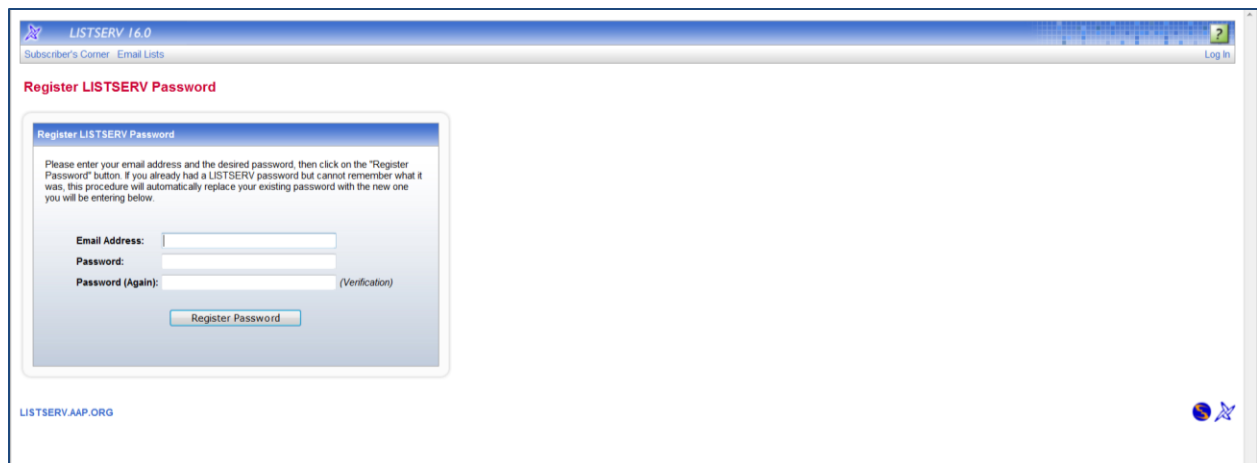 LISTSERV 16.0
?
Subscriber's Corner Email Lists
Log In
Register LISTSERV Password
Register LISTSERV Password
Please enter your email address and the desired password, then click on the "Register
Password" button. If you already had a LISTSERV password but cannot remember what it
was, this procedure will automatically replace your existing password with the new one
you will be entering below.
Email Address:
Password:
Password (Again): (Verification)
Register Password
LISTSERV.AAP.ORG